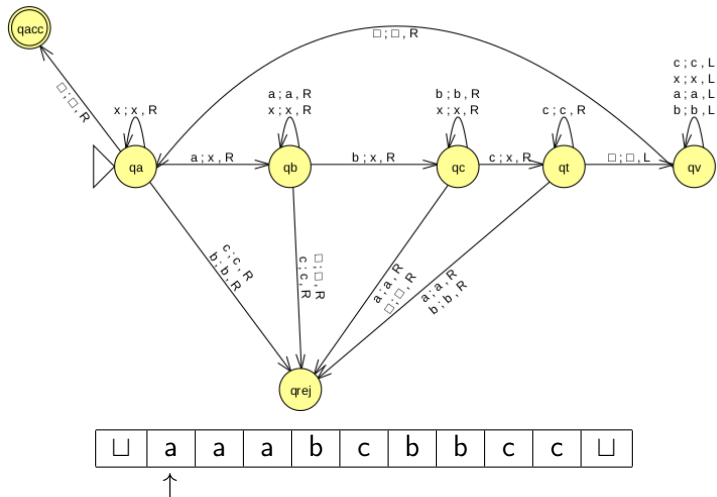 qacc
□ ; □ , R
□ ; □ , R
x ; x , R
a ; a , R
x ; x , R
b ; b , R
x ; x , R
c ; c , R
c ; c , L
x ; x , L
a ; a , L
b ; b , L
qa
a ; x , R
qb
b ; x , R
qc
c ; x , R
qt
□ ; □ , L
qv
c ; c , R
b ; b , R
□ ; □ , R
c ; c , R
a ; a , R
□ ; □ , R
a ; a , R
b ; b , R
qrej
⊔ a a a b c b b c c ⊔
↑